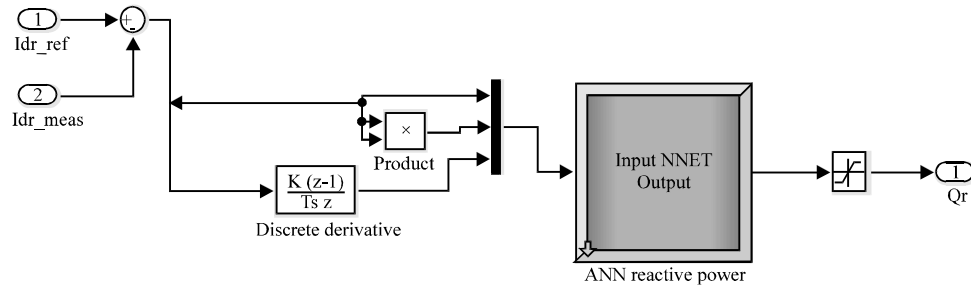 1
Idr_ref
+
-
2
Idr_meas
×
Product
K (z-1)
Ts z
Discrete derivative
Input NNET
Output
ANN reactive power
1
Qr